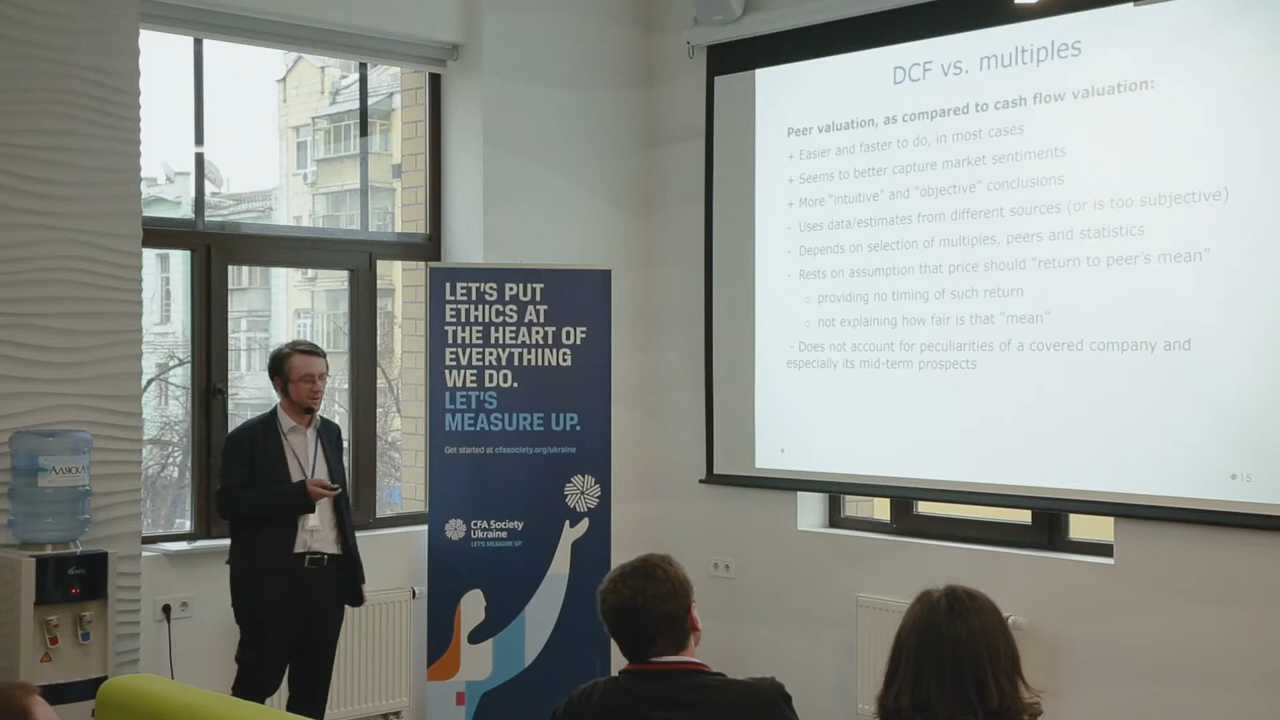 DCF vs. multiples
Peer valuation, as compared to cash flow valuation:
+ Easier and faster to do, in most cases
+ Seems to better capture market sentiments
+ More “intuitive” and “objective” conclusions
- Uses data/estimates from different sources (or is too subjective)
- Depends on selection of multiples, peers and statistics
- Rests on assumption that price should “return to peer’s mean”
○ providing no timing of such return
○ not explaining how fair is that “mean”
- Does not account for peculiarities of a covered company and
especially its mid-term prospects
15
LET'S PUT
ETHICS AT
THE HEART OF
EVERYTHING
WE DO.
LET'S
MEASURE UP.
Get started at cfasociety.org/ukraine
CFA Society
Ukraine
LET'S MEASURE UP
Аляска